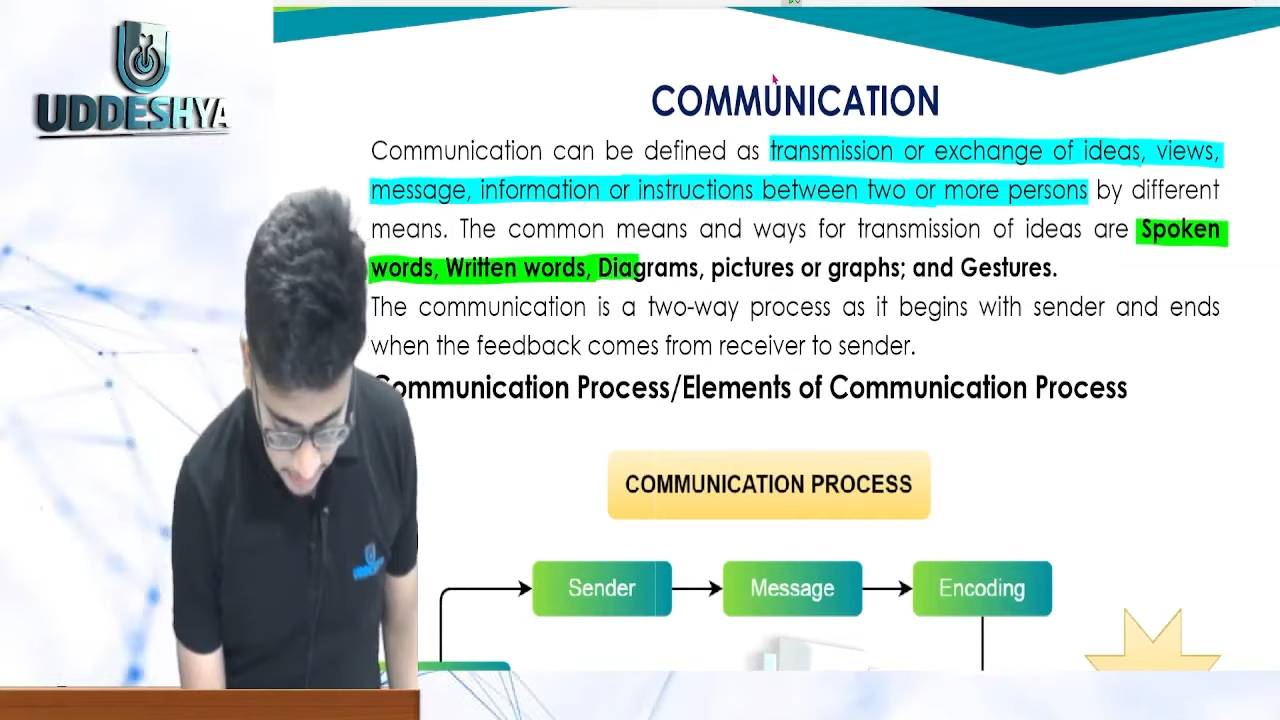 UDDESHYA
COMMUNICATION
Communication can be defined as transmission or exchange of ideas, views,
message, information or instructions between two or more persons by different
means. The common means and ways for transmission of ideas are Spoken
words, Written words, Diagrams, pictures or graphs; and Gestures.
The communication is a two-way process as it begins with sender and ends
when the feedback comes from receiver to sender.
Communication Process/Elements of Communication Process
COMMUNICATION PROCESS
Sender
Message
Encoding